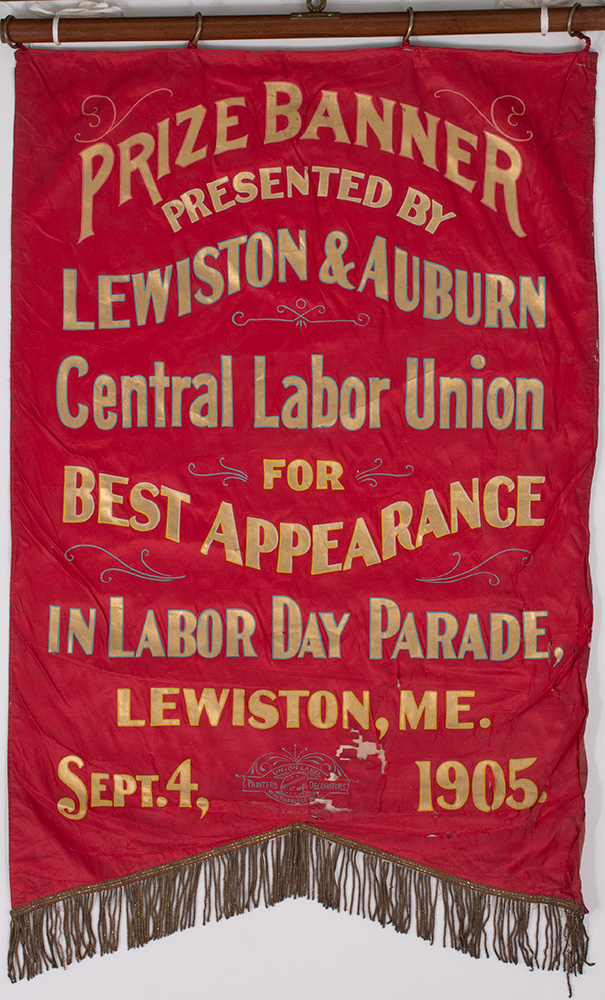 PRIZE BANNER
PRESENTED BY
LEWISTON & AUBURN
Central Labor Union
FOR
BEST APPEARANCE
IN LABOR DAY PARADE,
LEWISTON, ME.
SEPT. 4, 1905.
UNION LABEL
PAINTERS DECORATORS